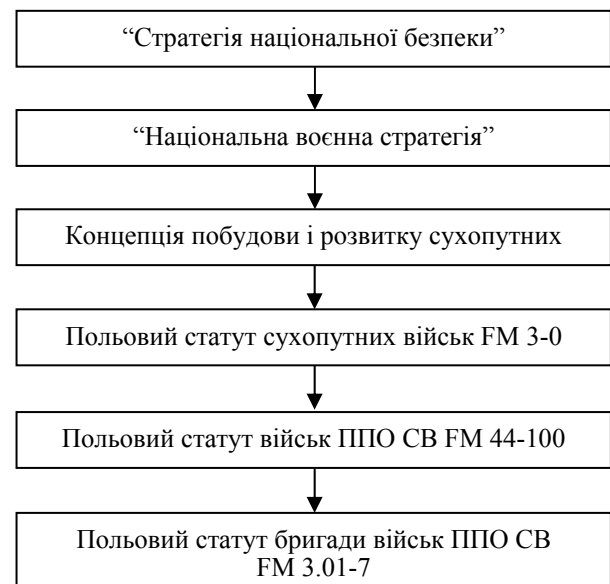 “Стратегія національної безпеки”
“Національна воєнна стратегія”
Концепція побудови і розвитку сухопутних
Польовий статут сухопутних військ FM 3-0
Польовий статут військ ППО СВ FM 44-100
Польовий статут бригади військ ППО СВ
FM 3.01-7